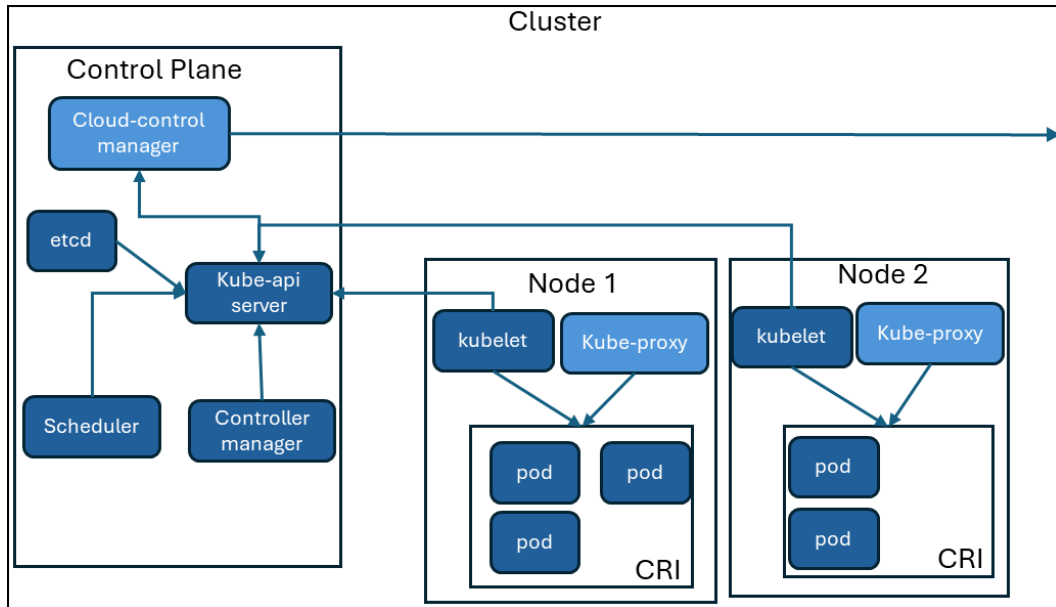 Cluster
Control Plane
Cloud-control
manager
etcd
Kube-api
server
Scheduler
Controller
manager
Node 1
kubelet
Kube-proxy
pod
pod
pod
CRI
Node 2
kubelet
Kube-proxy
pod
pod
CRI